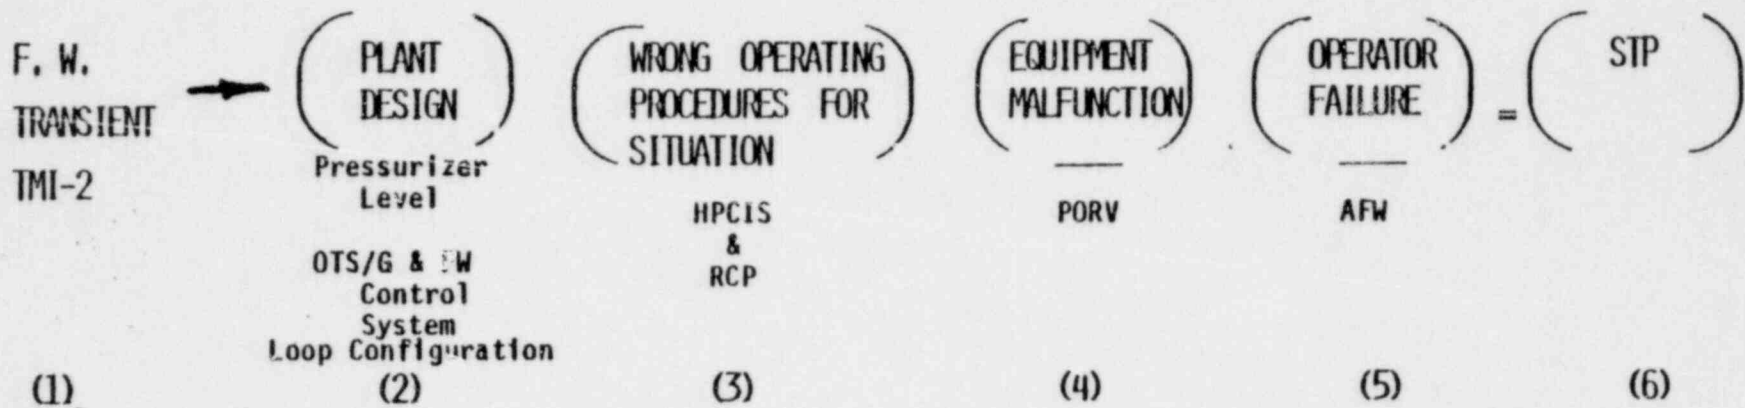 F. W.
TRANSIENT
TMI-2
PLANT
DESIGN
Pressurizer
Level
OTS/G & W
Control
System
Loop Configuration
WRONG OPERATING
PROCEDURES FOR
SITUATION
HPCIS
&
RCP
EQUIPMENT
MALFUNCTION
PORV
OPERATOR
FAILURE
AFW
=
STP
(1) (2) (3) (4) (5) (6)